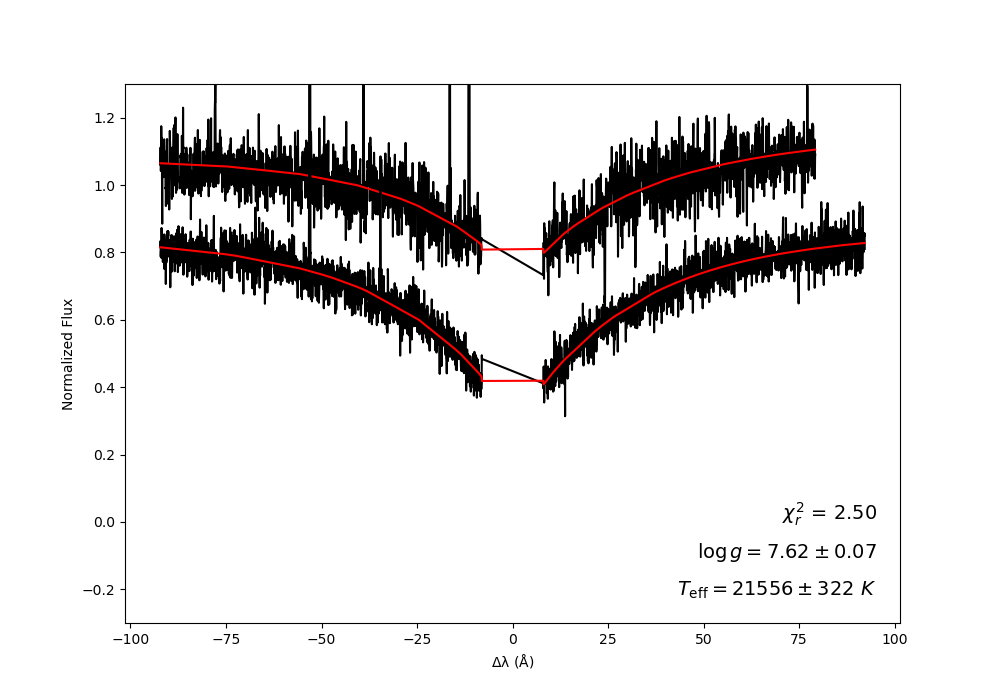 1.2
1.0
0.8
0.6
0.4
0.2
0.0
−0.2
Normalized Flux
χ²ᵣ = 2.50
log g = 7.62 ± 0.07
T_eff = 21556 ± 322 K
−100 −75 −50 −25 0 25 50 75 100
Δλ (Å)